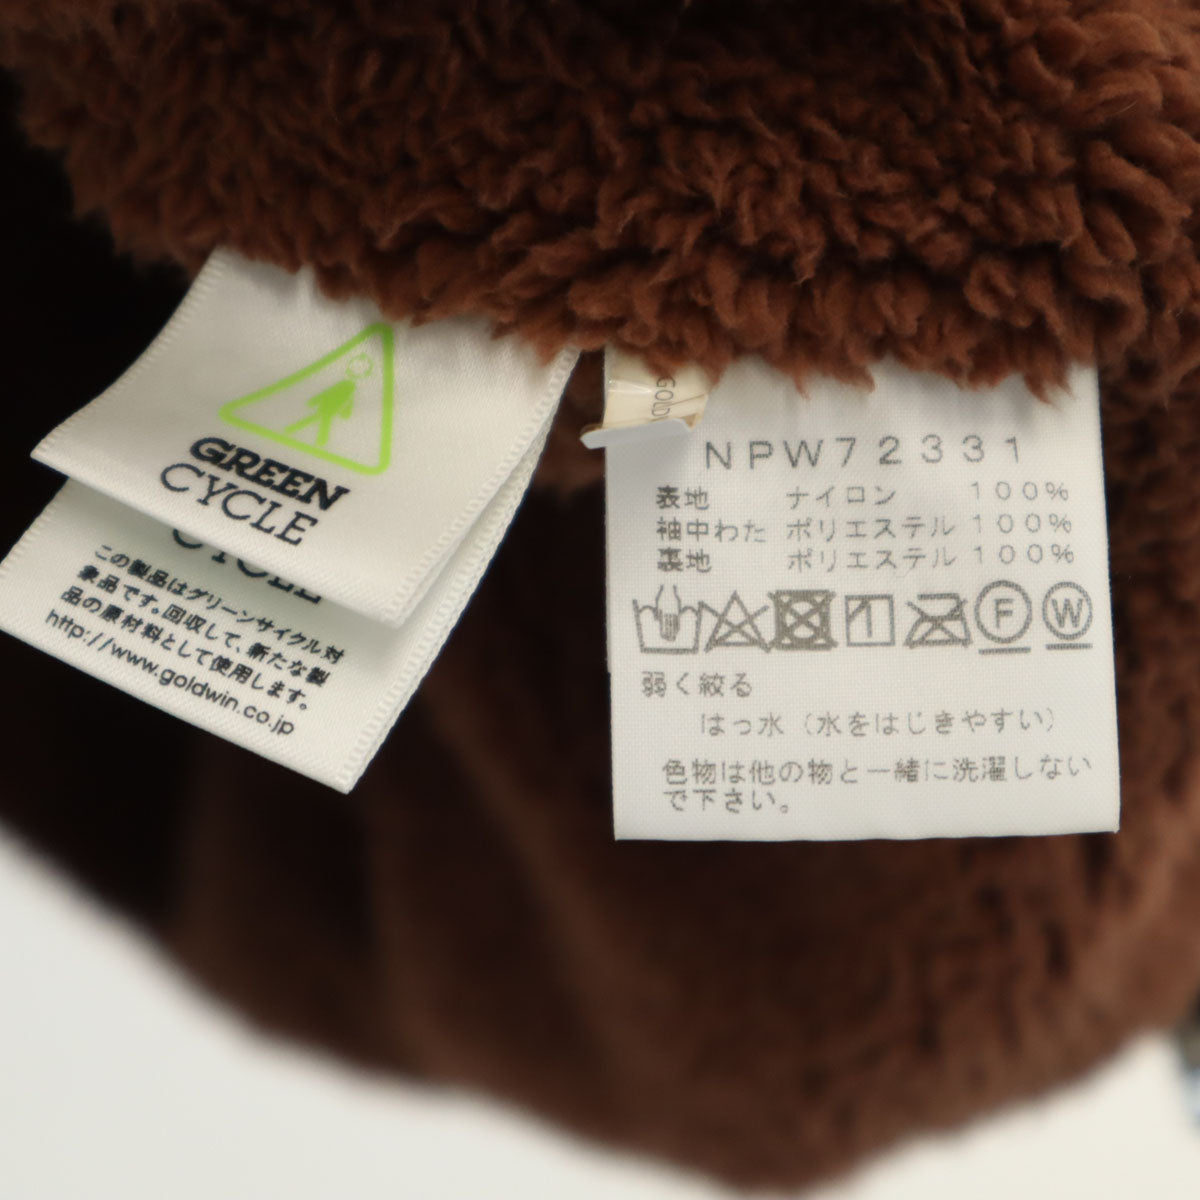 GREEN
CYCLE
この製品はグリーンサイクル対
象品です。回収して、新たな製
品の原材料として使用します。
http://www.goldwin.co.jp
GOLD
NPW72331
表地 ナイロン 100%
袖中わた ポリエステル 100%
裏地 ポリエステル 100%
F W
弱く絞る
はっ水（水をはじきやすい）
色物は他の物と一緒に洗濯しない
で下さい。